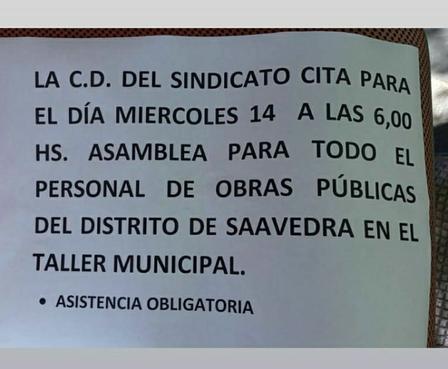 LA C.D. DEL SINDICATO CITA PARA
EL DÍA MIERCOLES 14 A LAS 6,00
HS. ASAMBLEA PARA TODO EL
PERSONAL DE OBRAS PÚBLICAS
DEL DISTRITO DE SAAVEDRA EN EL
TALLER MUNICIPAL.
• ASISTENCIA OBLIGATORIA